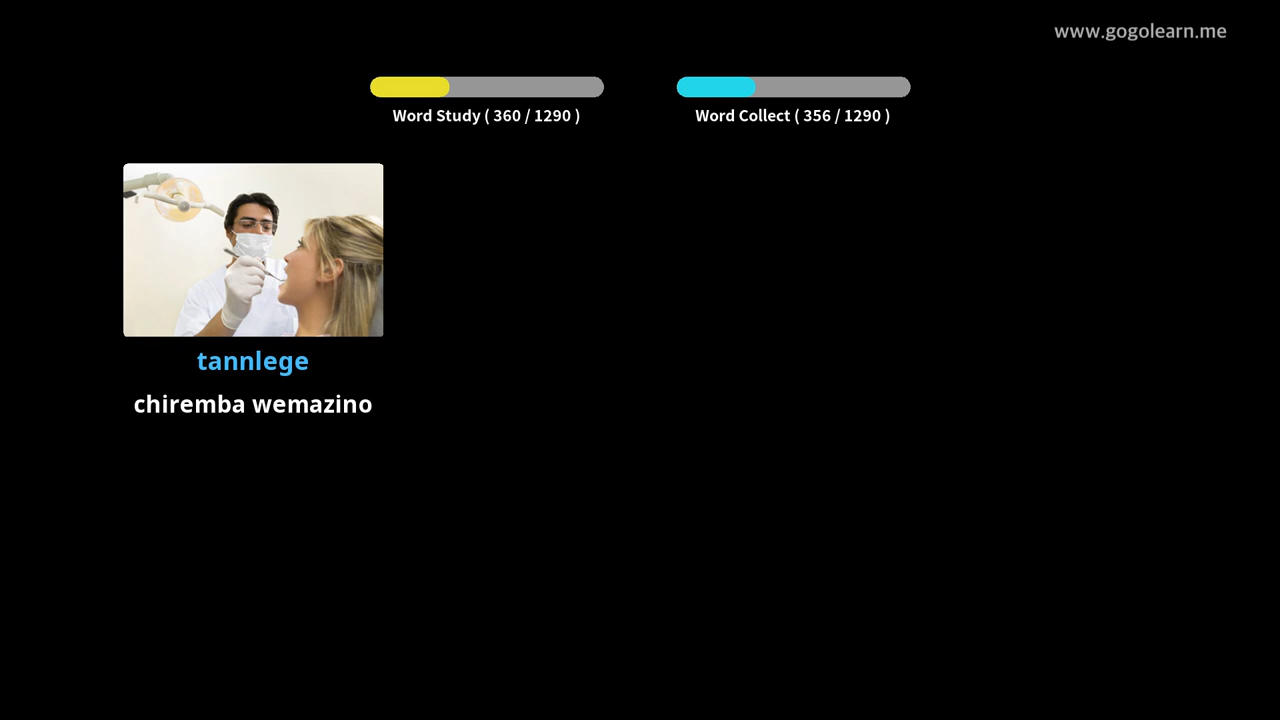 www.gogolearn.me
Word Study ( 360 / 1290 )
Word Collect ( 356 / 1290 )
tannlege
chiremba wemazino